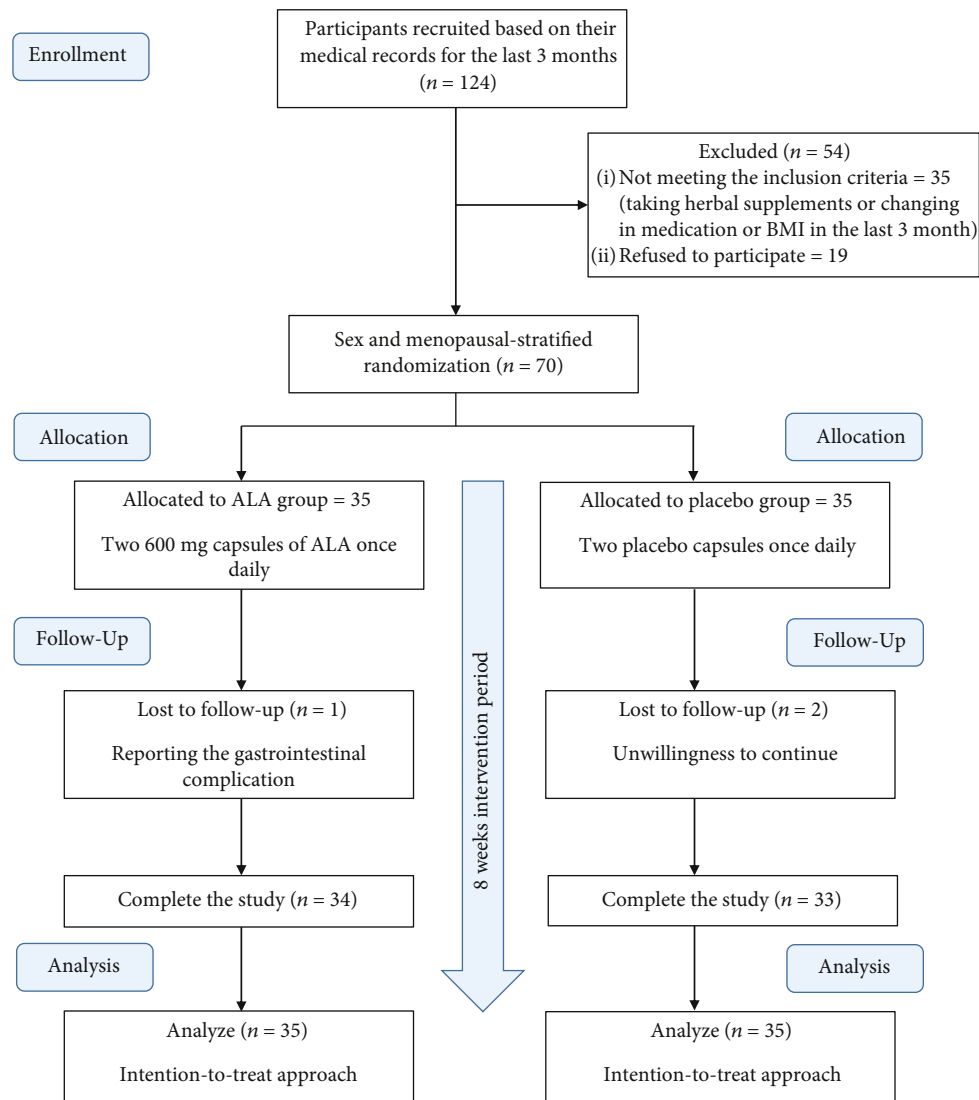 Enrollment
Participants recruited based on their
medical records for the last 3 months
(n = 124)
Excluded (n = 54)
(i) Not meeting the inclusion criteria = 35
(taking herbal supplements or changing
in medication or BMI in the last 3 month)
(ii) Refused to participate = 19
Sex and menopausal-stratified
randomization (n = 70)
Allocation
Allocation
Allocated to ALA group = 35
Two 600 mg capsules of ALA once
daily
Allocated to placebo group = 35
Two placebo capsules once daily
Follow-Up
Follow-Up
8 weeks intervention period
Lost to follow-up (n = 1)
Reporting the gastrointestinal
complication
Lost to follow-up (n = 2)
Unwillingness to continue
Complete the study (n = 34)
Complete the study (n = 33)
Analysis
Analysis
Analyze (n = 35)
Intention-to-treat approach
Analyze (n = 35)
Intention-to-treat approach